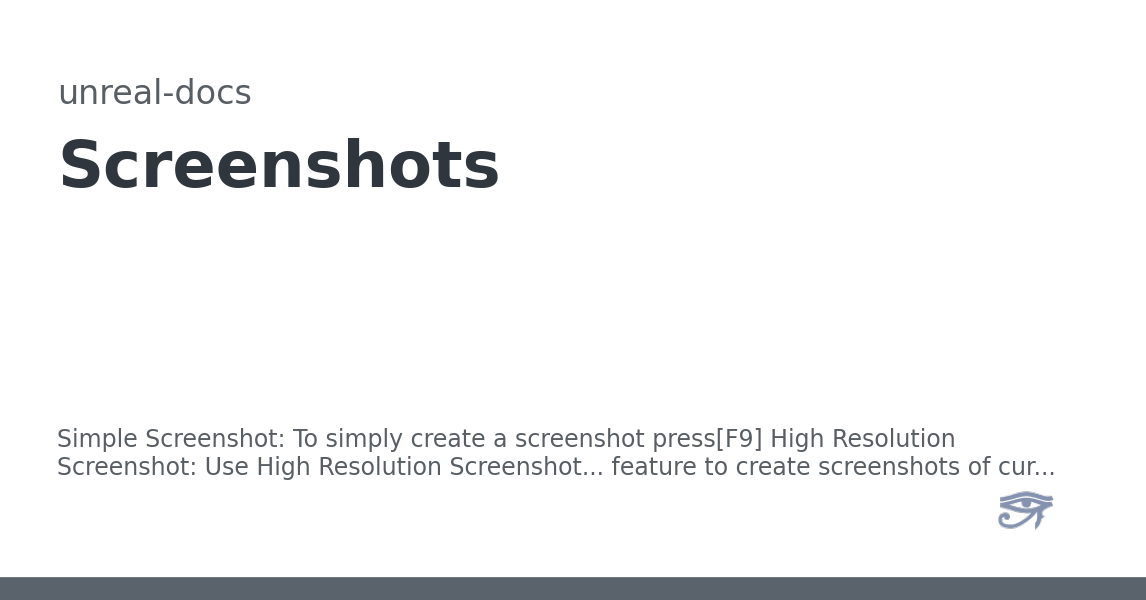 unreal-docs
Screenshots
Simple Screenshot: To simply create a screenshot press[F9] High Resolution
Screenshot: Use High Resolution Screenshot... feature to create screenshots of cur...